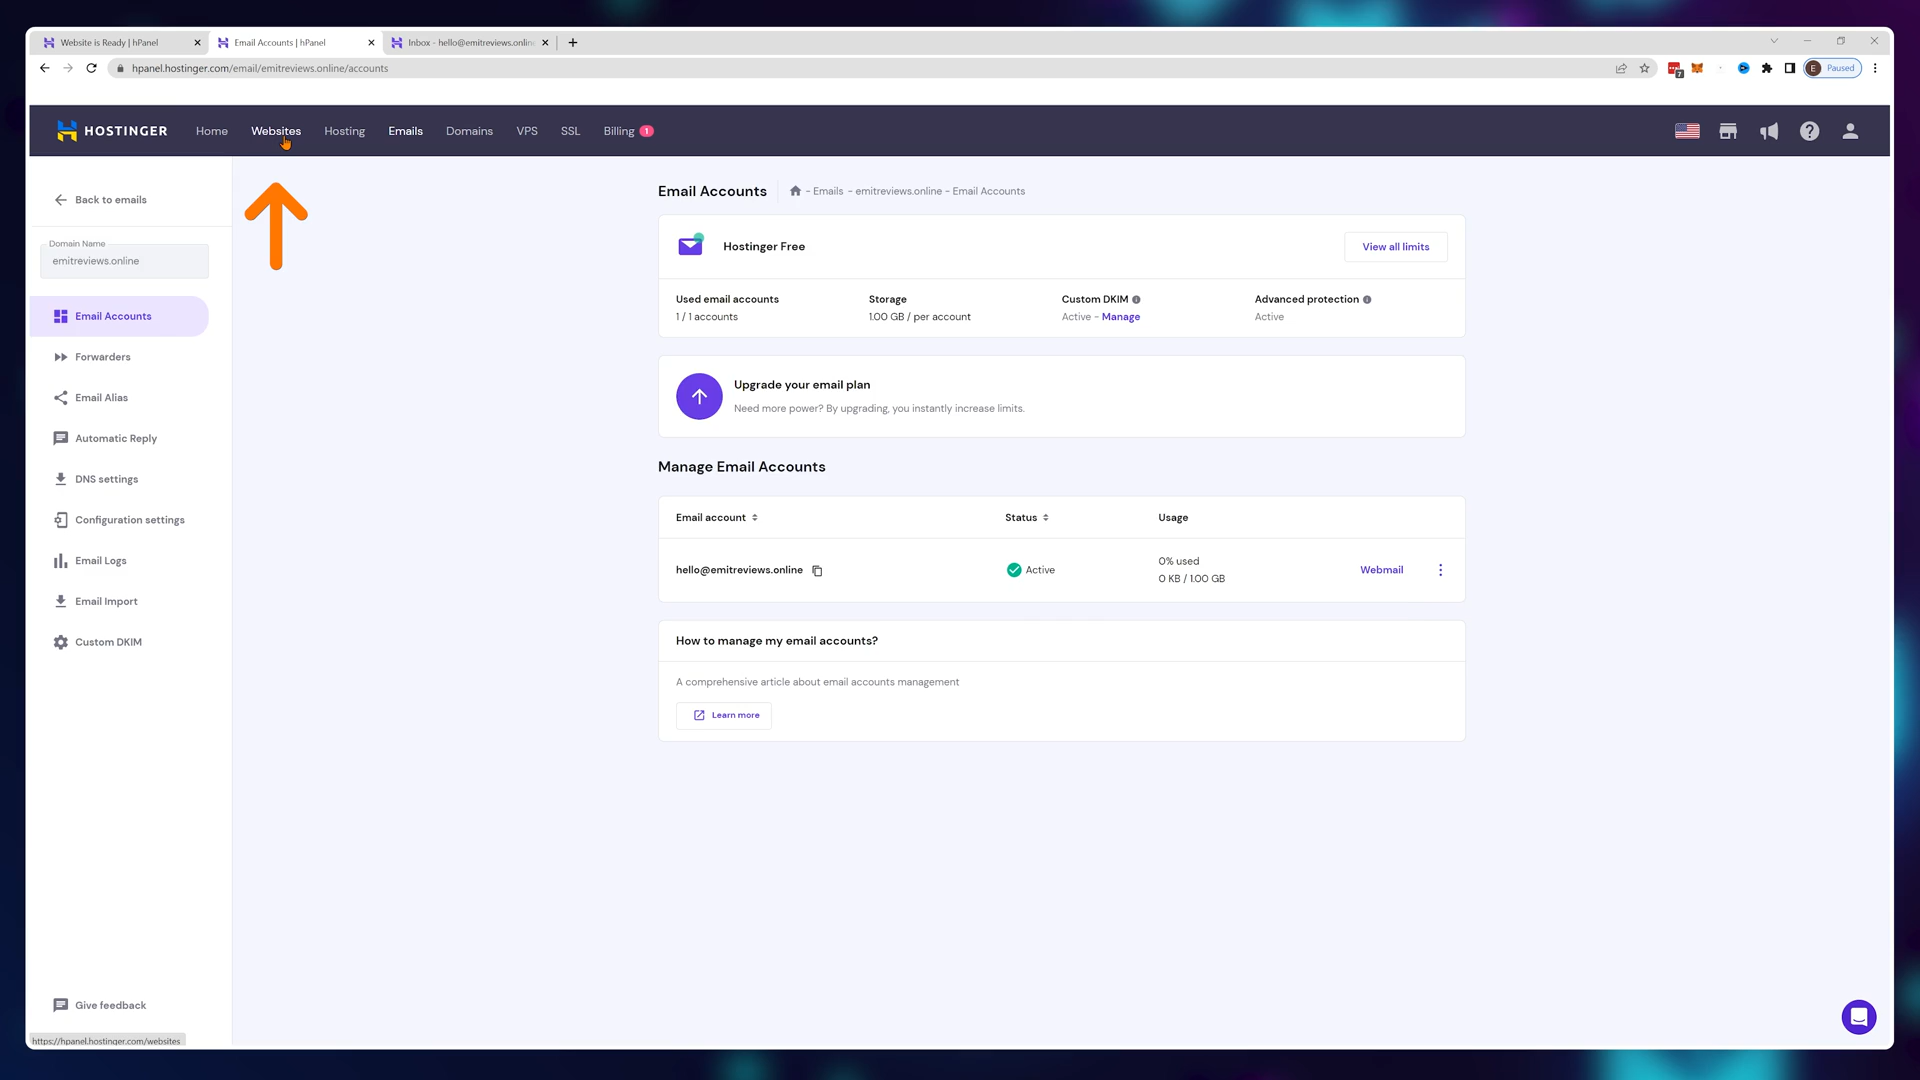 Website is Ready | hPanel
Email Accounts | hPanel
Inbox - hello@emitreviews.onlin
hpanel.hostinger.com/email/emitreviews.online/accounts
7
E Paused
HOSTINGER
Home
Websites
Hosting
Emails
Domains
VPS
SSL
Billing 1
Back to emails
Domain Name
emitreviews.online
Email Accounts
Forwarders
Email Alias
Automatic Reply
DNS settings
Configuration settings
Email Logs
Email Import
Custom DKIM
Give feedback
https://hpanel.hostinger.com/websites
Email Accounts
- Emails - emitreviews.online - Email Accounts
Hostinger Free
View all limits
Used email accounts
1 / 1 accounts
Storage
1.00 GB / per account
Custom DKIM
Active - Manage
Advanced protection
Active
Upgrade your email plan
Need more power? By upgrading, you instantly increase limits.
Manage Email Accounts
Email account
Status
Usage
hello@emitreviews.online
Active
0% used
0 KB / 1.00 GB
Webmail
How to manage my email accounts?
A comprehensive article about email accounts management
Learn more